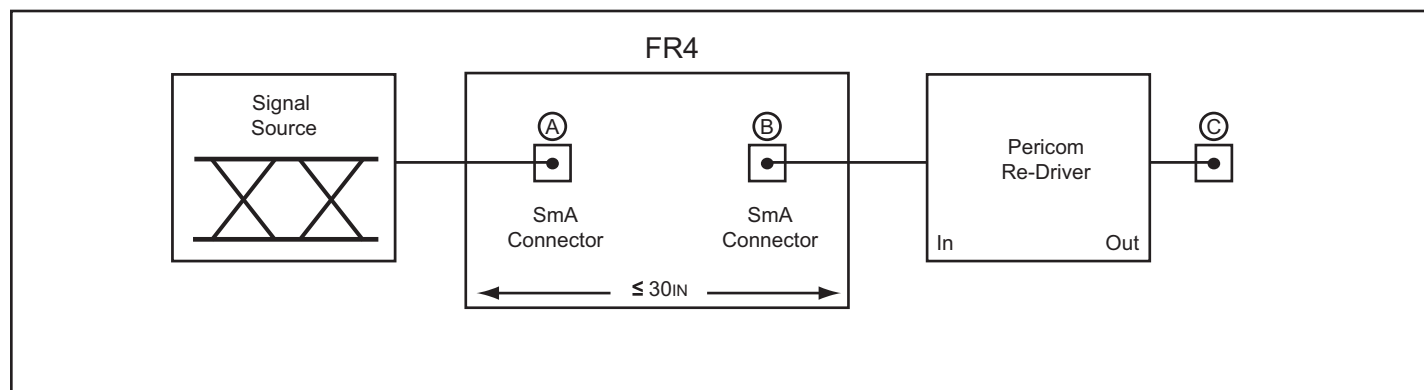 FR4
Signal
Source
A
B
C
SmA
Connector
SmA
Connector
Pericom
Re-Driver
In
Out
≤ 30IN